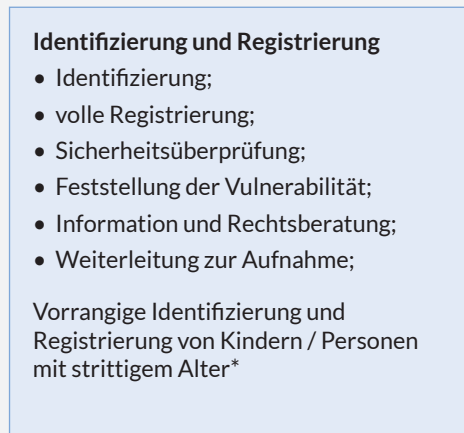 Identifizierung und Registrierung
• Identifizierung;
• volle Registrierung;
• Sicherheitsüberprüfung;
• Feststellung der Vulnerabilität;
• Information und Rechtsberatung;
• Weiterleitung zur Aufnahme;
Vorrangige Identifizierung und
Registrierung von Kindern / Personen
mit strittigem Alter*